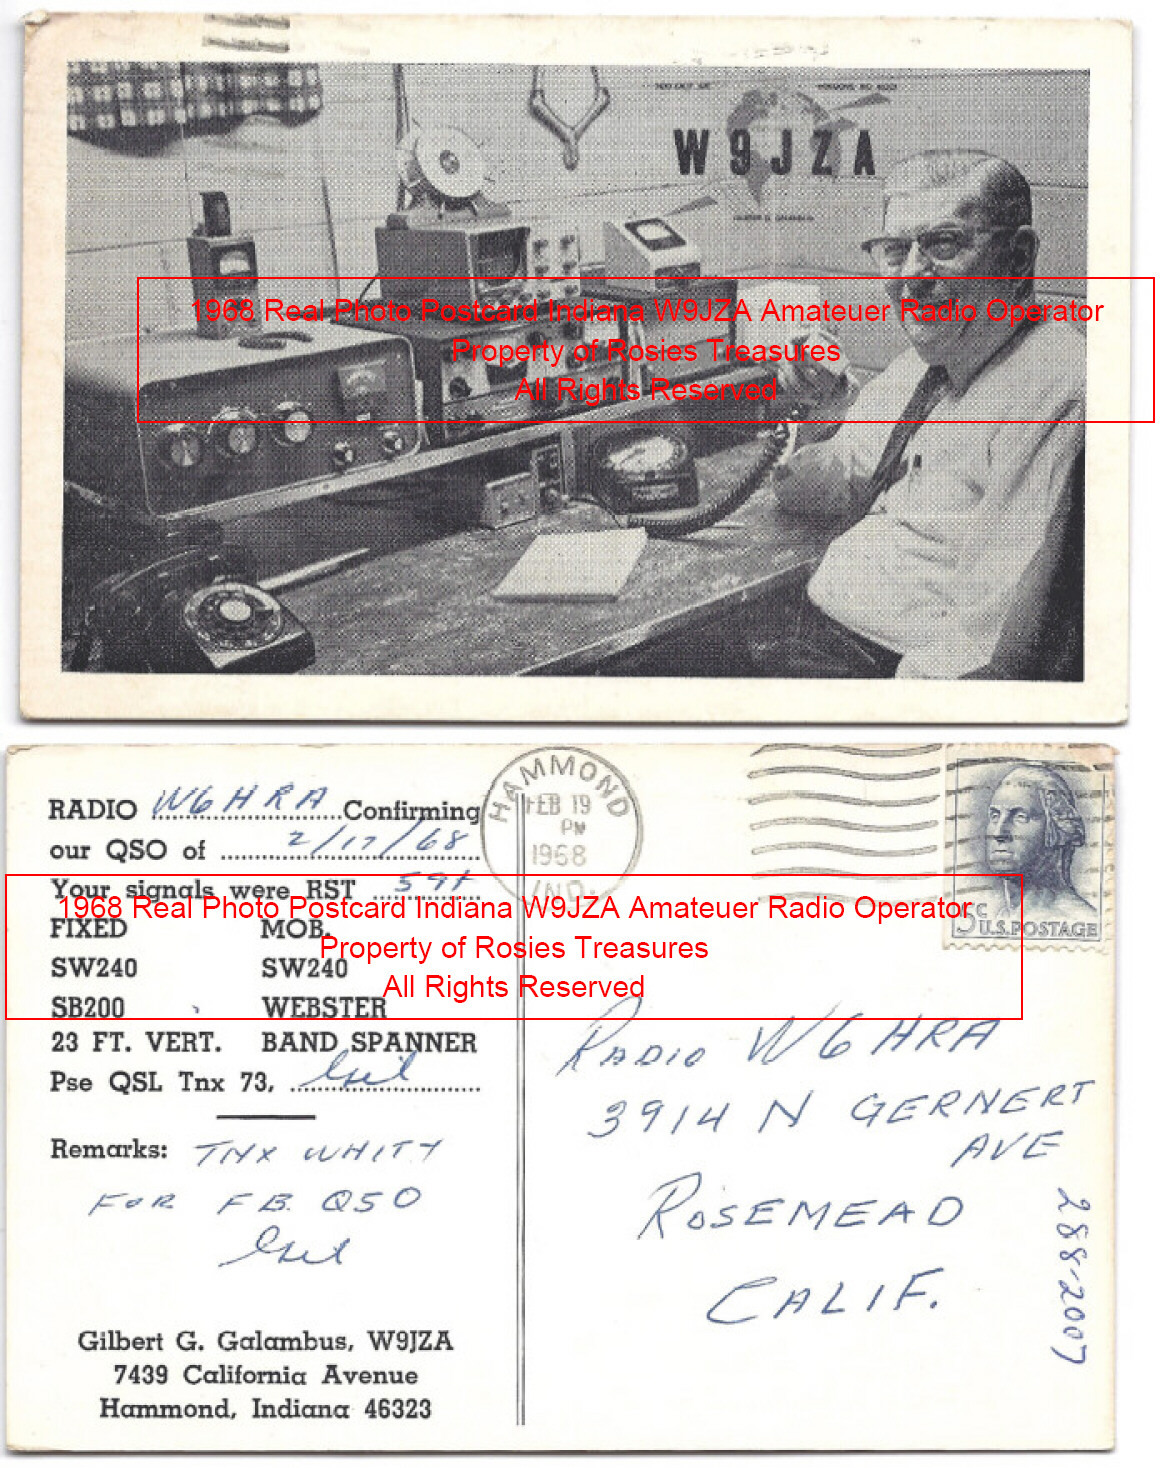 W9JZA
1968 Real Photo Postcard Indiana W9JZA Amateuer Radio Operator
Property of Rosies Treasures
All Rights Reserved
RADIO W6HRA Confirming
our QSO of 2/17/68
Your signals were RST 59+
FIXED MOB.
SW240 SW240
SB200 WEBSTER
23 FT. VERT. BAND SPANNER
Pse QSL Tnx 73, Gil
Remarks: TNX WHITY
FOR FB. QSO
Gil
Gilbert G. Galambus, W9JZA
7439 California Avenue
Hammond, Indiana 46323
HAMMOND
FEB 19
PM
1968
IND.
5c U.S. POSTAGE
1968 Real Photo Postcard Indiana W9JZA Amateuer Radio Operator
Property of Rosies Treasures
All Rights Reserved
RADIO W6HRA
3914 N GERNERT
AVE
ROSEMEAD
CALIF.
288-2007